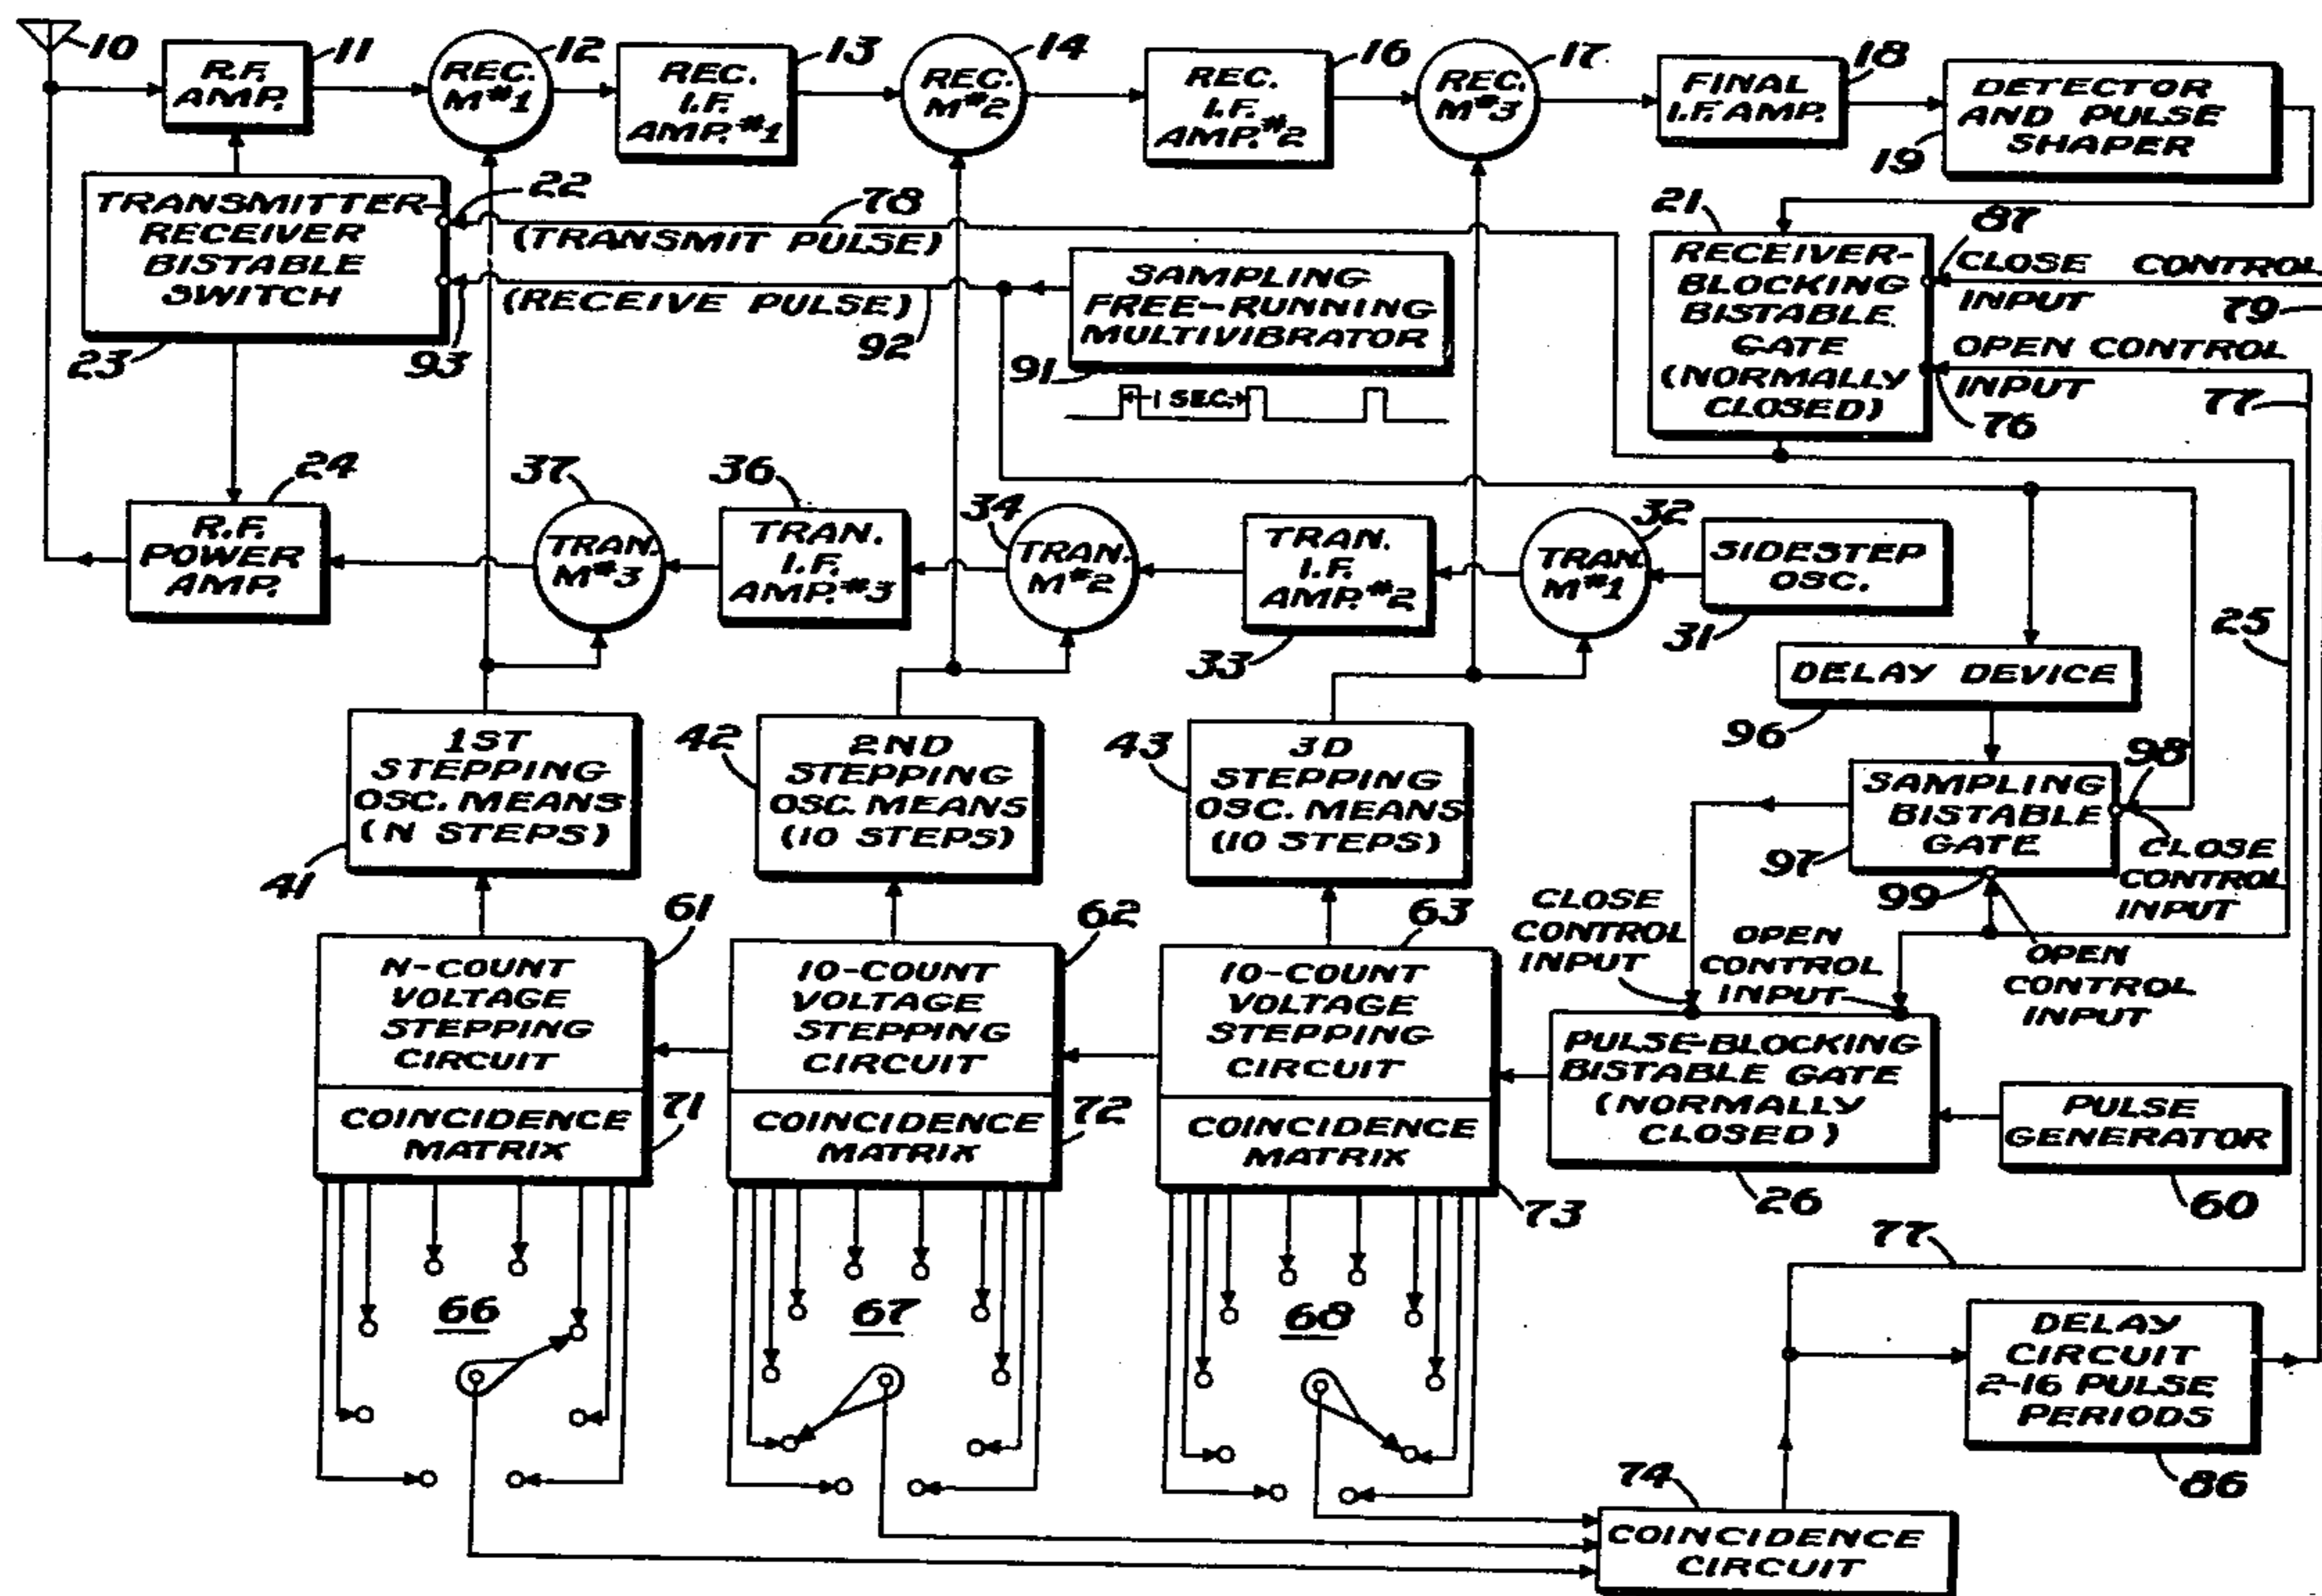 10
R.F.
AMP.
11
REC.
M#1
12
REC.
I.F.
AMP.#1
13
REC.
M#2
14
REC.
I.F.
AMP.#2
16
REC.
M#3
17
FINAL
I.F. AMP.
18
DETECTOR
AND PULSE
SHAPER
19
TRANSMITTER-
RECEIVER
BISTABLE
SWITCH
23
22
78
(TRANSMIT PULSE)
(RECEIVE PULSE)
93
92
SAMPLING
FREE-RUNNING
MULTIVIBRATOR
91
1 SEC.
21
RECEIVER-
BLOCKING
BISTABLE
GATE
(NORMALLY
CLOSED)
87
CLOSE CONTROL
INPUT
79
OPEN CONTROL
INPUT
76
77
24
R.F.
POWER
AMP.
37
TRAN.
M#3
36
TRAN.
I.F.
AMP.#3
34
TRAN.
M#2
TRAN.
I.F.
AMP.#2
33
32
TRAN.
M#1
SIDESTEP
OSC.
31
25
DELAY DEVICE
96
98
SAMPLING
BISTABLE
GATE
97
99
CLOSE
CONTROL
INPUT
OPEN
CONTROL
INPUT
1ST
STEPPING
OSC. MEANS
(N STEPS)
41
42
2ND
STEPPING
OSC. MEANS
(10 STEPS)
43
3D
STEPPING
OSC. MEANS
(10 STEPS)
CLOSE
CONTROL
INPUT
OPEN
CONTROL
INPUT
61
N-COUNT
VOLTAGE
STEPPING
CIRCUIT
COINCIDENCE
MATRIX
71
62
10-COUNT
VOLTAGE
STEPPING
CIRCUIT
COINCIDENCE
MATRIX
72
63
10-COUNT
VOLTAGE
STEPPING
CIRCUIT
COINCIDENCE
MATRIX
73
PULSE-BLOCKING
BISTABLE GATE
(NORMALLY
CLOSED)
26
PULSE
GENERATOR
60
66
67
68
77
DELAY
CIRCUIT
2-16 PULSE
PERIODS
86
74
COINCIDENCE
CIRCUIT